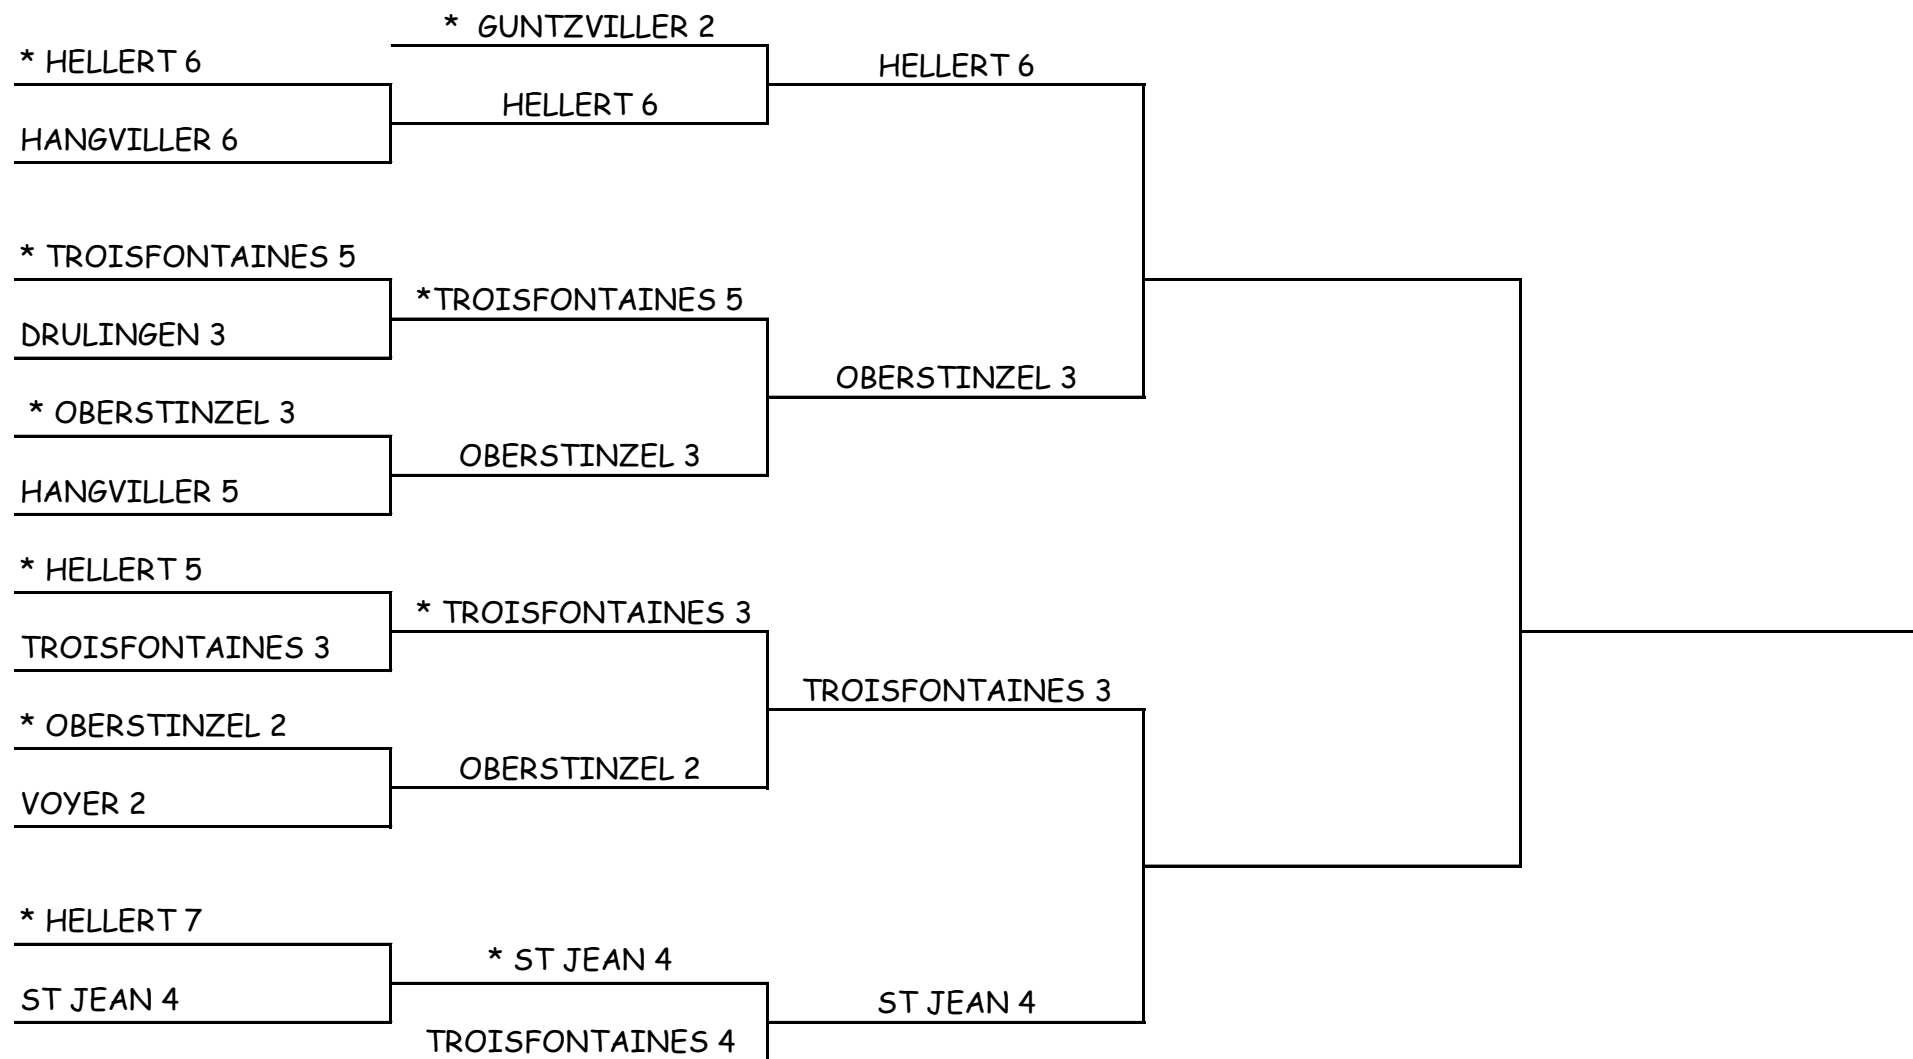 * HELLERT 6
HANGVILLER 6
* TROISFONTAINES 5
DRULINGEN 3
* OBERSTINZEL 3
HANGVILLER 5
* HELLERT 5
TROISFONTAINES 3
* OBERSTINZEL 2
VOYER 2
* HELLERT 7
ST JEAN 4
* GUNTZVILLER 2
HELLERT 6
*TROISFONTAINES 5
OBERSTINZEL 3
* TROISFONTAINES 3
OBERSTINZEL 2
* ST JEAN 4
TROISFONTAINES 4
HELLERT 6
OBERSTINZEL 3
TROISFONTAINES 3
ST JEAN 4